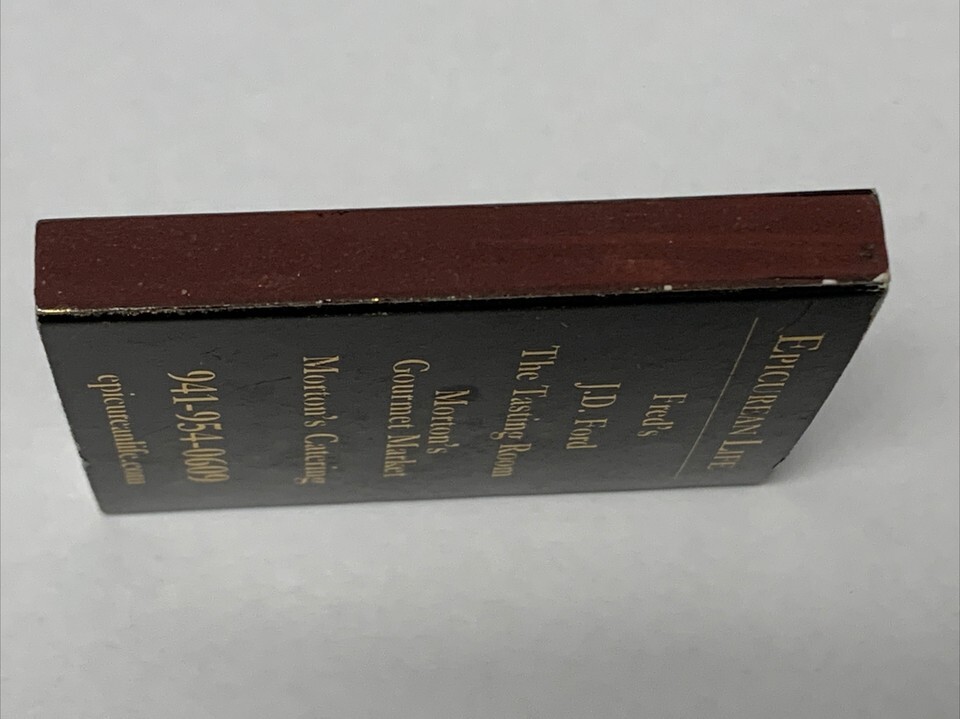 EPICUREAN LIFE
Fred's
J.D. Ford
The Tasting Room
Morton's
Gourmet Market
Morton's Catering
941-954-0609
epicureanlife.com